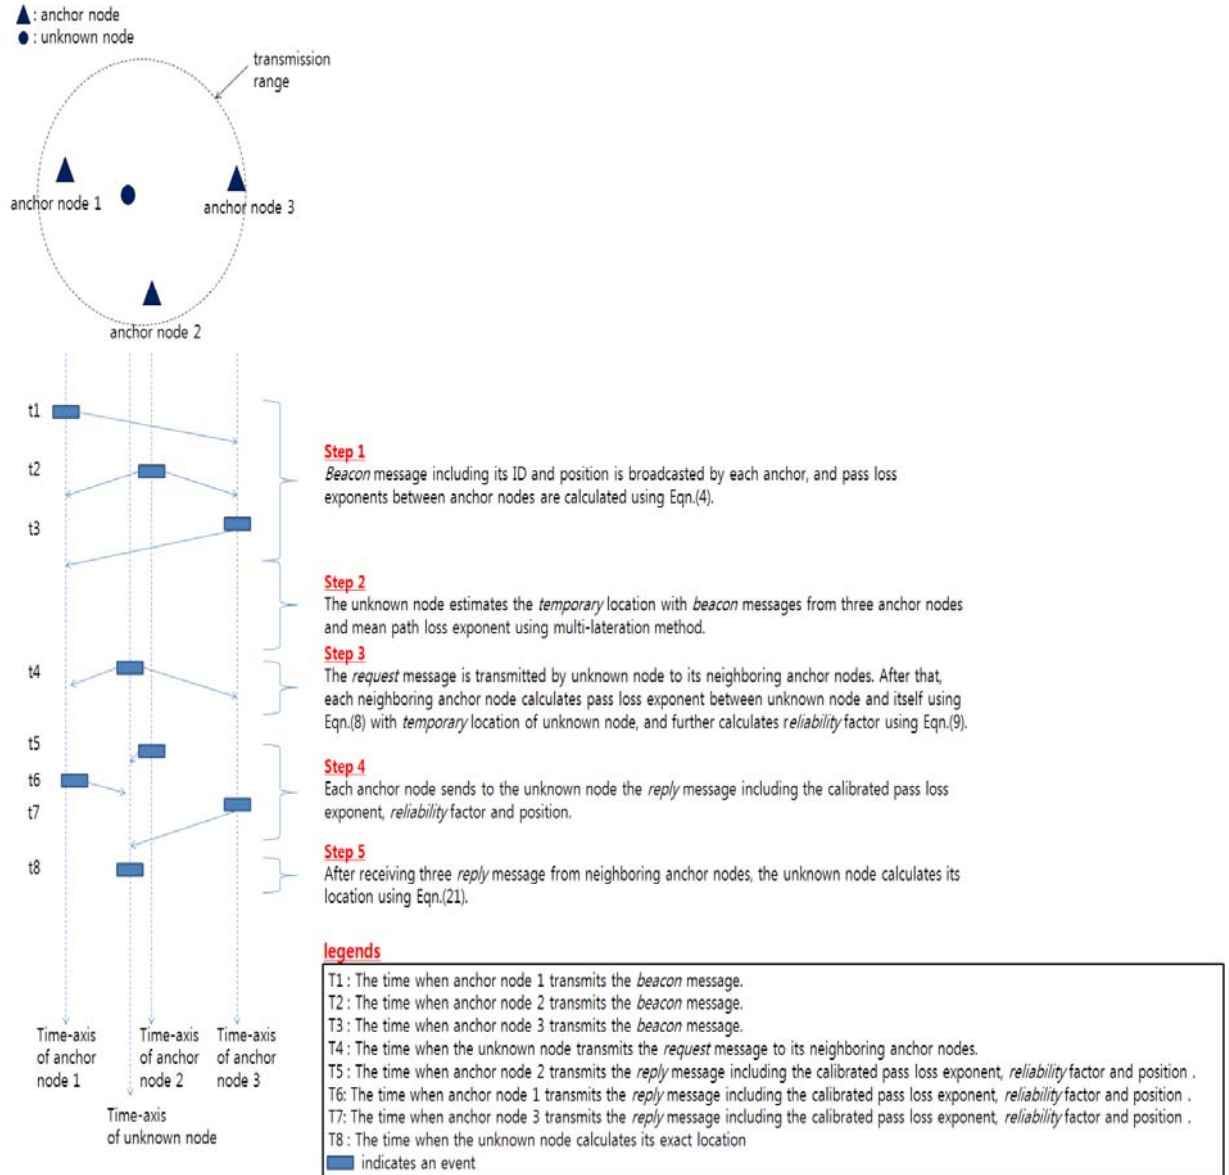 : anchor node
: unknown node
transmission
range
anchor node 1
anchor node 3
anchor node 2
t1
t2
t3
t4
t5
t6
t7
t8
Step 1
Beacon message including its ID and position is broadcasted by each anchor, and pass loss
exponents between anchor nodes are calculated using Eqn.(4).
Step 2
The unknown node estimates the temporary location with beacon messages from three anchor nodes
and mean path loss exponent using multi-lateration method.
Step 3
The request message is transmitted by unknown node to its neighboring anchor nodes. After that,
each neighboring anchor node calculates pass loss exponent between unknown node and itself using
Eqn.(8) with temporary location of unknown node, and further calculates reliability factor using Eqn.(9).
Step 4
Each anchor node sends to the unknown node the reply message including the calibrated pass loss
exponent, reliability factor and position.
Step 5
After receiving three reply message from neighboring anchor nodes, the unknown node calculates its
location using Eqn.(21).
legends
T1 : The time when anchor node 1 transmits the beacon message.
T2 : The time when anchor node 2 transmits the beacon message.
T3 : The time when anchor node 3 transmits the beacon message.
T4 : The time when the unknown node transmits the request message to its neighboring anchor nodes.
T5 : The time when anchor node 2 transmits the reply message including the calibrated pass loss exponent, reliability factor and position .
T6: The time when anchor node 1 transmits the reply message including the calibrated pass loss exponent, reliability factor and position .
T7: The time when anchor node 3 transmits the reply message including the calibrated pass loss exponent, reliability factor and position .
T8 : The time when the unknown node calculates its exact location
indicates an event
Time-axis
of anchor
node 1
Time-axis
of anchor
node 2
Time-axis
of anchor
node 3
Time-axis
of unknown node